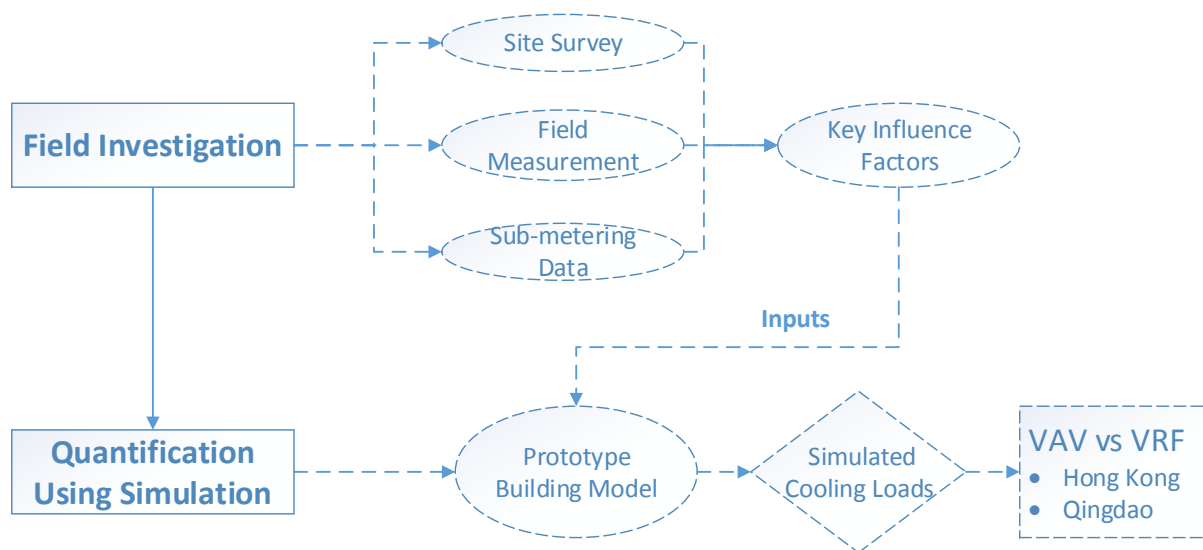 Site Survey
Field Investigation
Field
Measurement
Key Influence
Factors
Sub-metering
Data
Inputs
Quantification
Using Simulation
Prototype
Building Model
Simulated
Cooling Loads
VAV vs VRF
• Hong Kong
• Qingdao